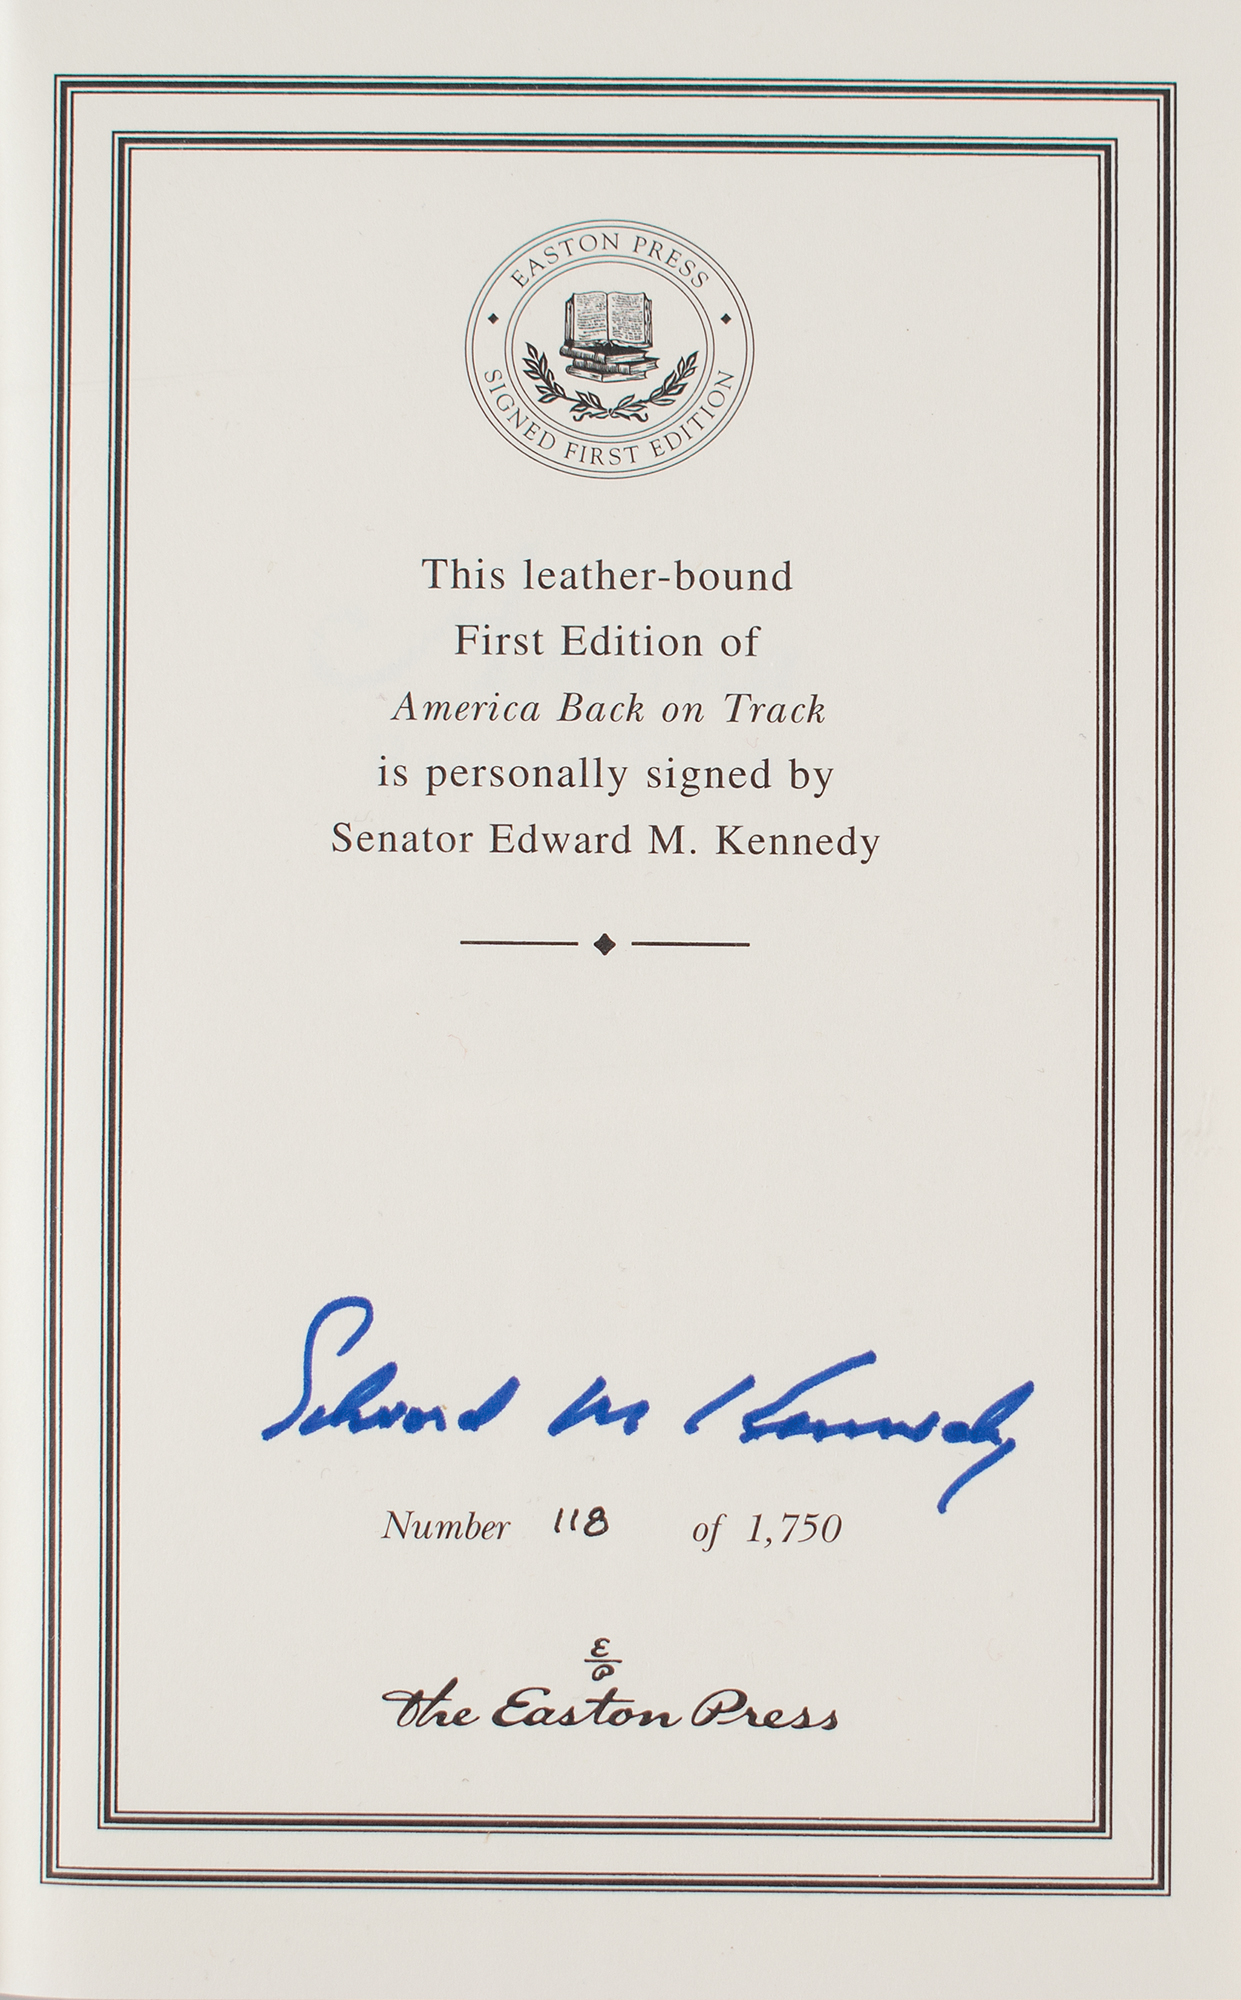 EASTON PRESS
SIGNED FIRST EDITION
This leather-bound
First Edition of
America Back on Track
is personally signed by
Senator Edward M. Kennedy
Edward M Kennedy
Number 118 of 1,750
E
P
The Easton Press